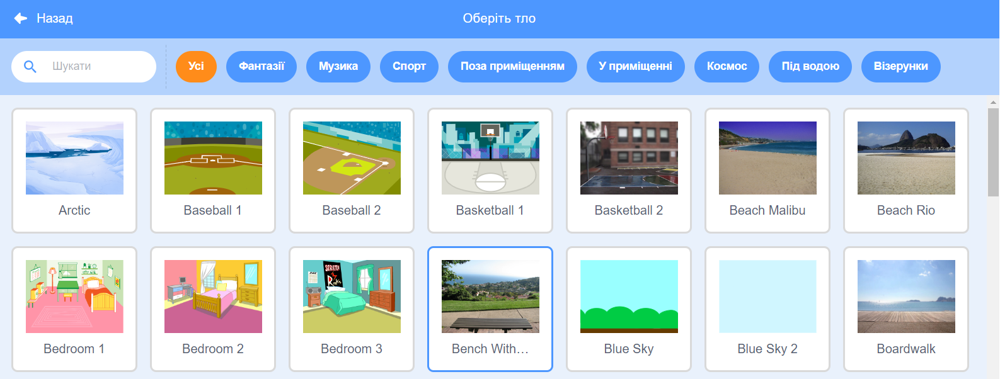 Назад
Оберіть тло
Шукати
Усі
Фантазії
Музика
Спорт
Поза приміщенням
У приміщенні
Космос
Під водою
Візерунки
Arctic
Baseball 1
Baseball 2
Basketball 1
Basketball 2
Beach Malibu
Beach Rio
SCRATCH
Rocks
Bedroom 1
Bedroom 2
Bedroom 3
Bench With...
Blue Sky
Blue Sky 2
Boardwalk